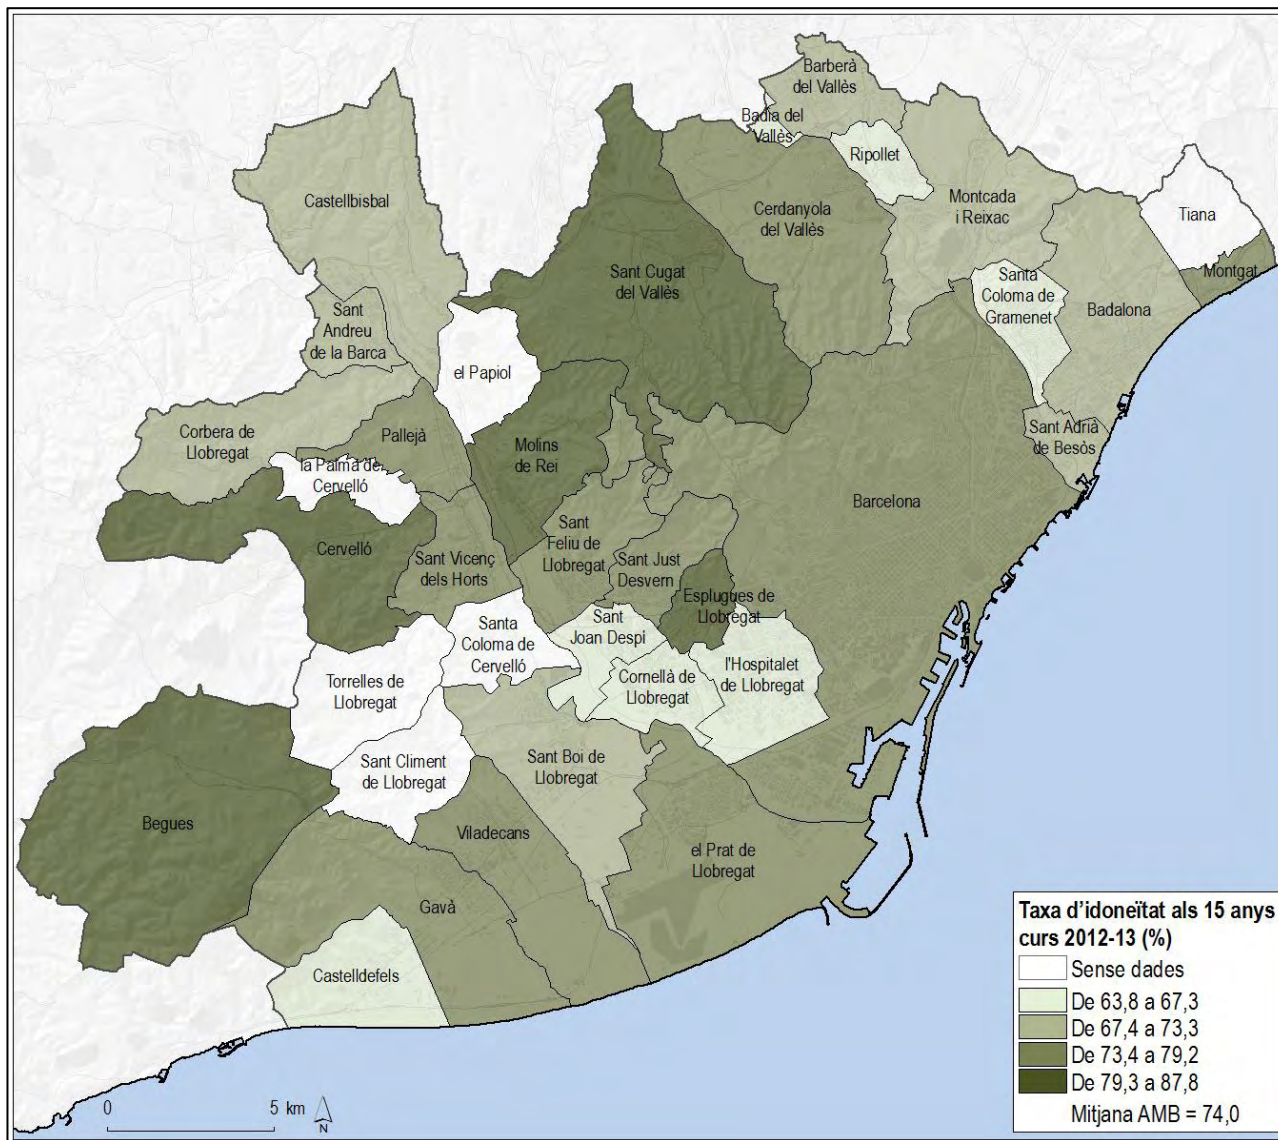 Barberà
del Vallès
Badia del
Vallès
Ripollet
Castellbisbal
Cerdanyola
del Vallès
Montcada
i Reixac
Tiana
Montgat
Sant Cugat
del Vallès
Santa
Coloma de
Gramenet
Badalona
Sant
Andreu
de la Barca
el Papiol
Corbera de
Llobregat
Pallejà
Molins
de Rei
Sant Adrià
de Besòs
la Palma de
Cervelló
Barcelona
Cervelló
Sant Vicenç
dels Horts
Sant
Feliu de
Llobregat
Sant Just
Desvern
Esplugues de
Llobregat
Santa
Coloma de
Cervelló
Sant
Joan Despi
Cornellà de
Llobregat
l'Hospitalet
de Llobregat
Torrelles de
Llobregat
Sant Climent
de Llobregat
Sant Boi de
Llobregat
Begues
Viladecans
el Prat de
Llobregat
Gavà
Castelldefels
Taxa d'idoneïtat als 15 anys
curs 2012-13 (%)
Sense dades
De 63,8 a 67,3
De 67,4 a 73,3
De 73,4 a 79,2
De 79,3 a 87,8
Mitjana AMB = 74,0
0 5 km
N